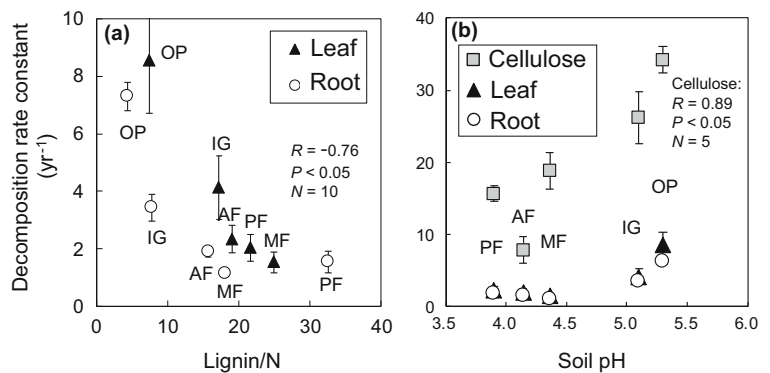 Decomposition rate constant
(yr⁻¹)
10
8
6
4
2
0
(a)
Leaf
Root
OP
OP
IG
R = −0.76
P < 0.05
N = 10
IG
AF
PF
MF
AF
MF
PF
0
10
20
30
40
Lignin/N
40
30
20
10
0
(b)
Cellulose
Leaf
Root
Cellulose:
R = 0.89
P < 0.05
N = 5
OP
AF
IG
PF
MF
3.5
4.0
4.5
5.0
5.5
6.0
Soil pH